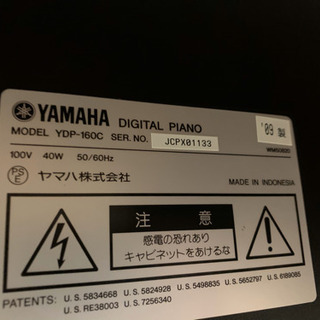 YAMAHA DIGITAL PIANO
MODEL YDP-160C SER. NO. JCPX01133 '09 製
100V 40W 50/60Hz
PSE ヤマハ株式会社 MADE IN INDONESIA
注意
感電の恐れあり
キャビネットをあけるな
PATENTS: U.S. 5834668 U.S. 5824928 U.S. 5498835 U.S. 5652797 U.S. 6189085
U.S. RE38003 U.S. 7256340